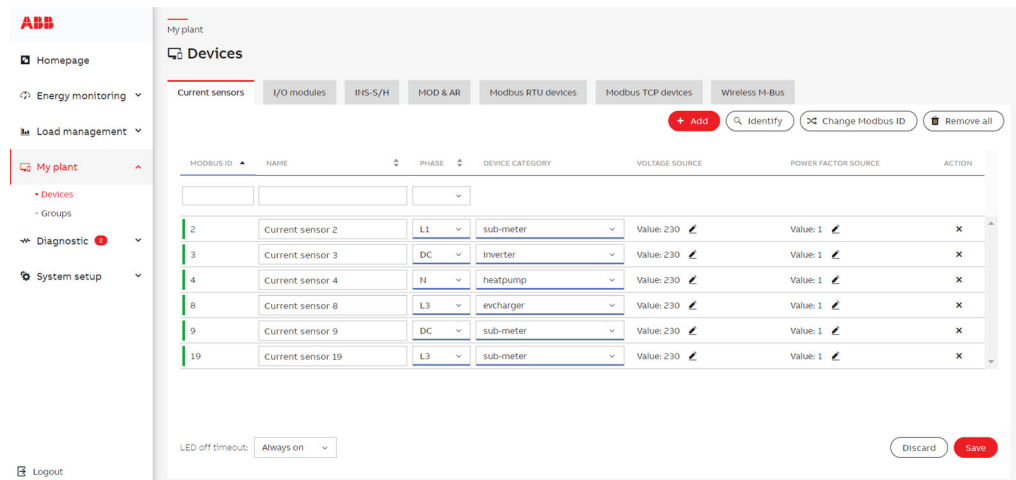 ABB
Homepage
Energy monitoring
Load management
My plant
Devices
Groups
Diagnostic 2
System setup
Logout
My plant
Devices
Current sensors I/O modules INS-S/H MOD & AR Modbus RTU devices Modbus TCP devices Wireless M-Bus
+ Add Identify Change Modbus ID Remove all
MODBUS ID NAME PHASE DEVICE CATEGORY VOLTAGE SOURCE POWER FACTOR SOURCE ACTION
2 Current sensor 2 L1 sub-meter Value: 230 Value: 1 ×
3 Current sensor 3 DC inverter Value: 230 Value: 1 ×
4 Current sensor 4 N heatpump Value: 230 Value: 1 ×
8 Current sensor 8 L3 evcharger Value: 230 Value: 1 ×
9 Current sensor 9 DC sub-meter Value: 230 Value: 1 ×
19 Current sensor 19 L3 sub-meter Value: 230 Value: 1 ×
LED off timeout: Always on
Discard Save